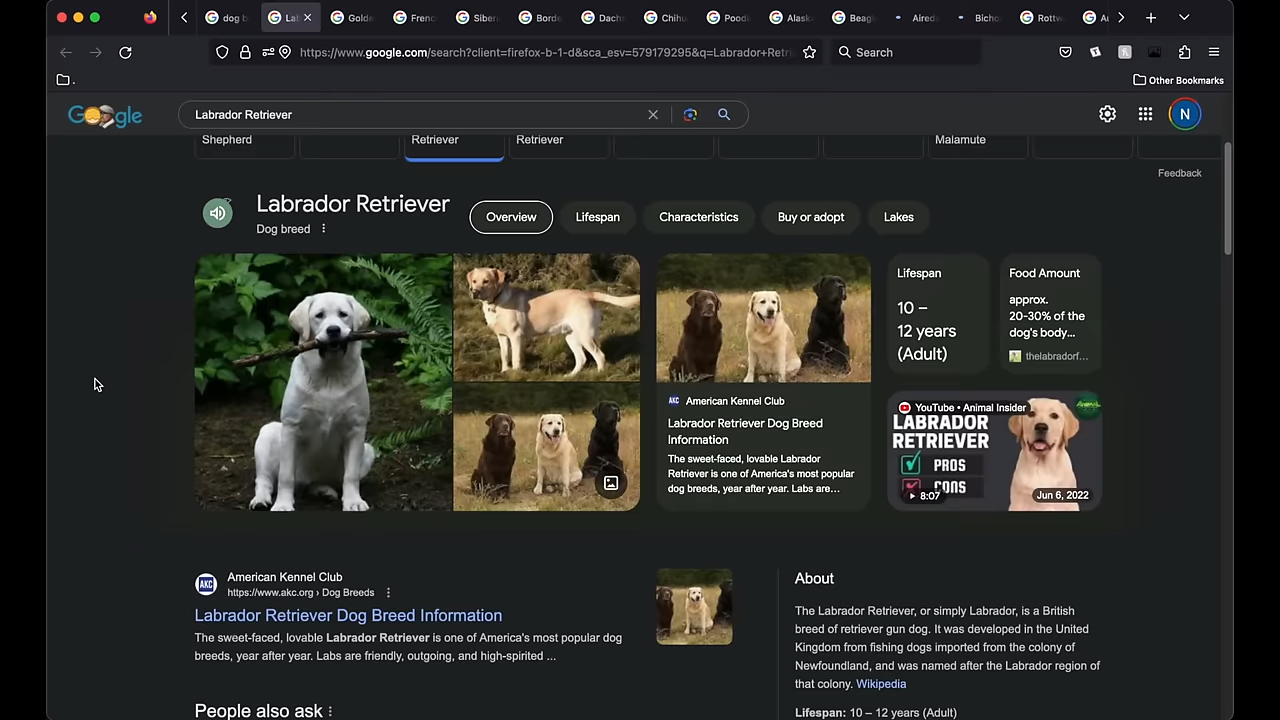 dog b
Lal
Golde
Frenc
Siber
Borde
Dachs
Chihu
Poodl
Alask
Beagl
Aireda
Bicho
Rottw
https://www.google.com/search?client=firefox-b-1-d&sca_esv=579179295&q=Labrador+Retri
Search
.
Other Bookmarks
Google
Labrador Retriever
N
Shepherd
Retriever
Retriever
Malamute
Feedback
Labrador Retriever
Dog breed
Overview
Lifespan
Characteristics
Buy or adopt
Lakes
American Kennel Club
Labrador Retriever Dog Breed
Information
The sweet-faced, lovable Labrador
Retriever is one of America's most popular
dog breeds, year after year. Labs are...
Lifespan
10 –
12 years
(Adult)
Food Amount
approx.
20-30% of the
dog's body...
thelabradorf...
YouTube • Animal Insider
LABRADOR
RETRIEVER
PROS
CONS
8:07
Jun 6, 2022
AKC
American Kennel Club
https://www.akc.org › Dog Breeds
Labrador Retriever Dog Breed Information
The sweet-faced, lovable Labrador Retriever is one of America's most popular dog
breeds, year after year. Labs are friendly, outgoing, and high-spirited ...
People also ask
About
The Labrador Retriever, or simply Labrador, is a British
breed of retriever gun dog. It was developed in the United
Kingdom from fishing dogs imported from the colony of
Newfoundland, and was named after the Labrador region of
that colony. Wikipedia
Lifespan: 10 – 12 years (Adult)